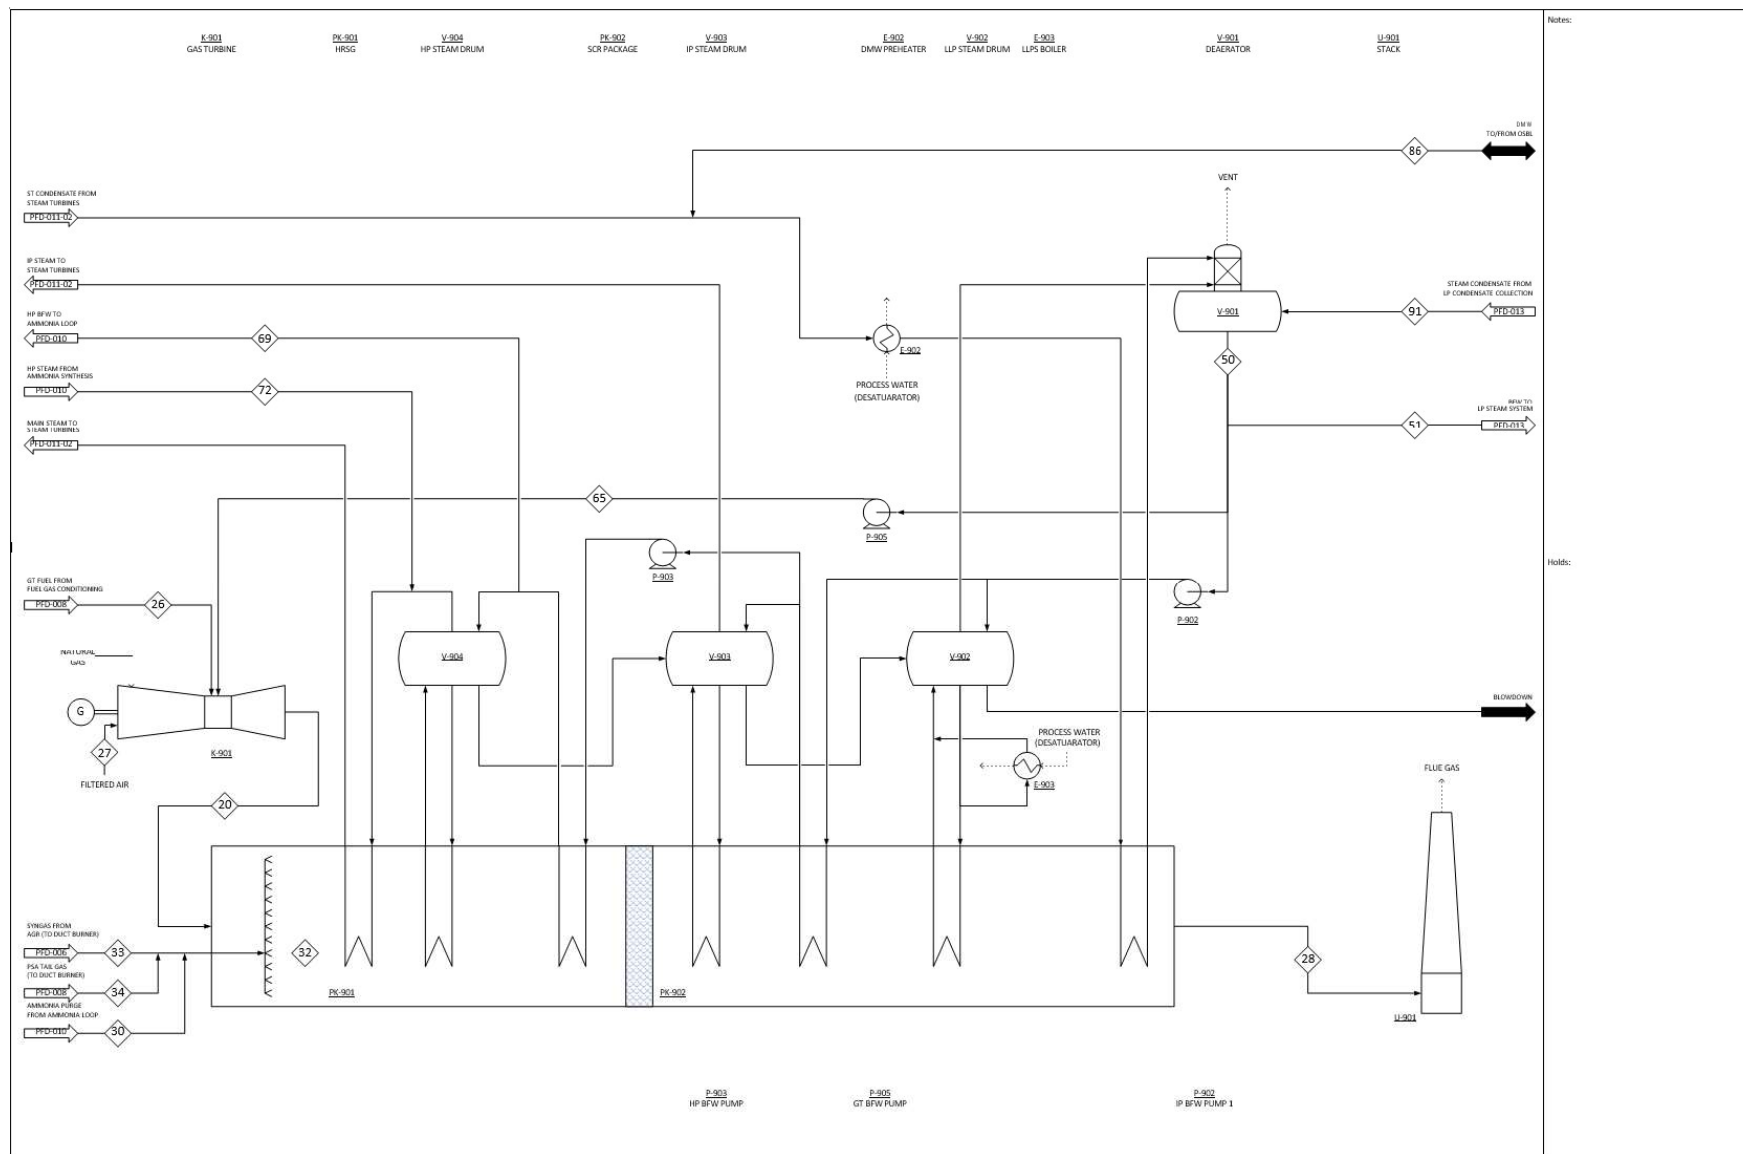 K-901
GAS TURBINE
PK-901
HRSG
V-904
HP STEAM DRUM
PK-902
SCR PACKAGE
V-903
IP STEAM DRUM
E-902
DMW PREHEATER
V-902
LLP STEAM DRUM
E-903
LLPS BOILER
V-901
DEAERATOR
U-901
STACK
Notes:
DMW
TO/FROM OSBL
86
VENT
ST CONDENSATE FROM
STEAM TURBINES
PFD-011-02
IP STEAM TO
STEAM TURBINES
PFD-011-02
STEAM CONDENSATE FROM
LP CONDENSATE COLLECTION
PFD-013
91
V-901
HP BFW TO
AMMONIA LOOP
PFD-010
69
E-902
50
HP STEAM FROM
AMMONIA SYNTHESIS
PFD-010
72
PROCESS WATER
(DESATUARATOR)
BFW TO
LP STEAM SYSTEM
PFD-013
51
MAIN STEAM TO
STEAM TURBINES
PFD-011-02
65
P-905
P-903
Holds:
GT FUEL FROM
FUEL GAS CONDITIONING
PFD-008
26
P-902
NATURAL
GAS
V-904
V-903
V-902
BLOWDOWN
G
K-901
27
FILTERED AIR
PROCESS WATER
(DESATUARATOR)
E-903
FLUE GAS
20
SYNGAS FROM
AGR (TO DUCT BURNER)
PFD-006
33
32
PSA TAIL GAS
(TO DUCT BURNER)
PFD-008
34
PK-901
PK-902
28
AMMONIA PURGE
FROM AMMONIA LOOP
PFD-010
30
U-901
P-903
HP BFW PUMP
P-905
GT BFW PUMP
P-902
IP BFW PUMP 1